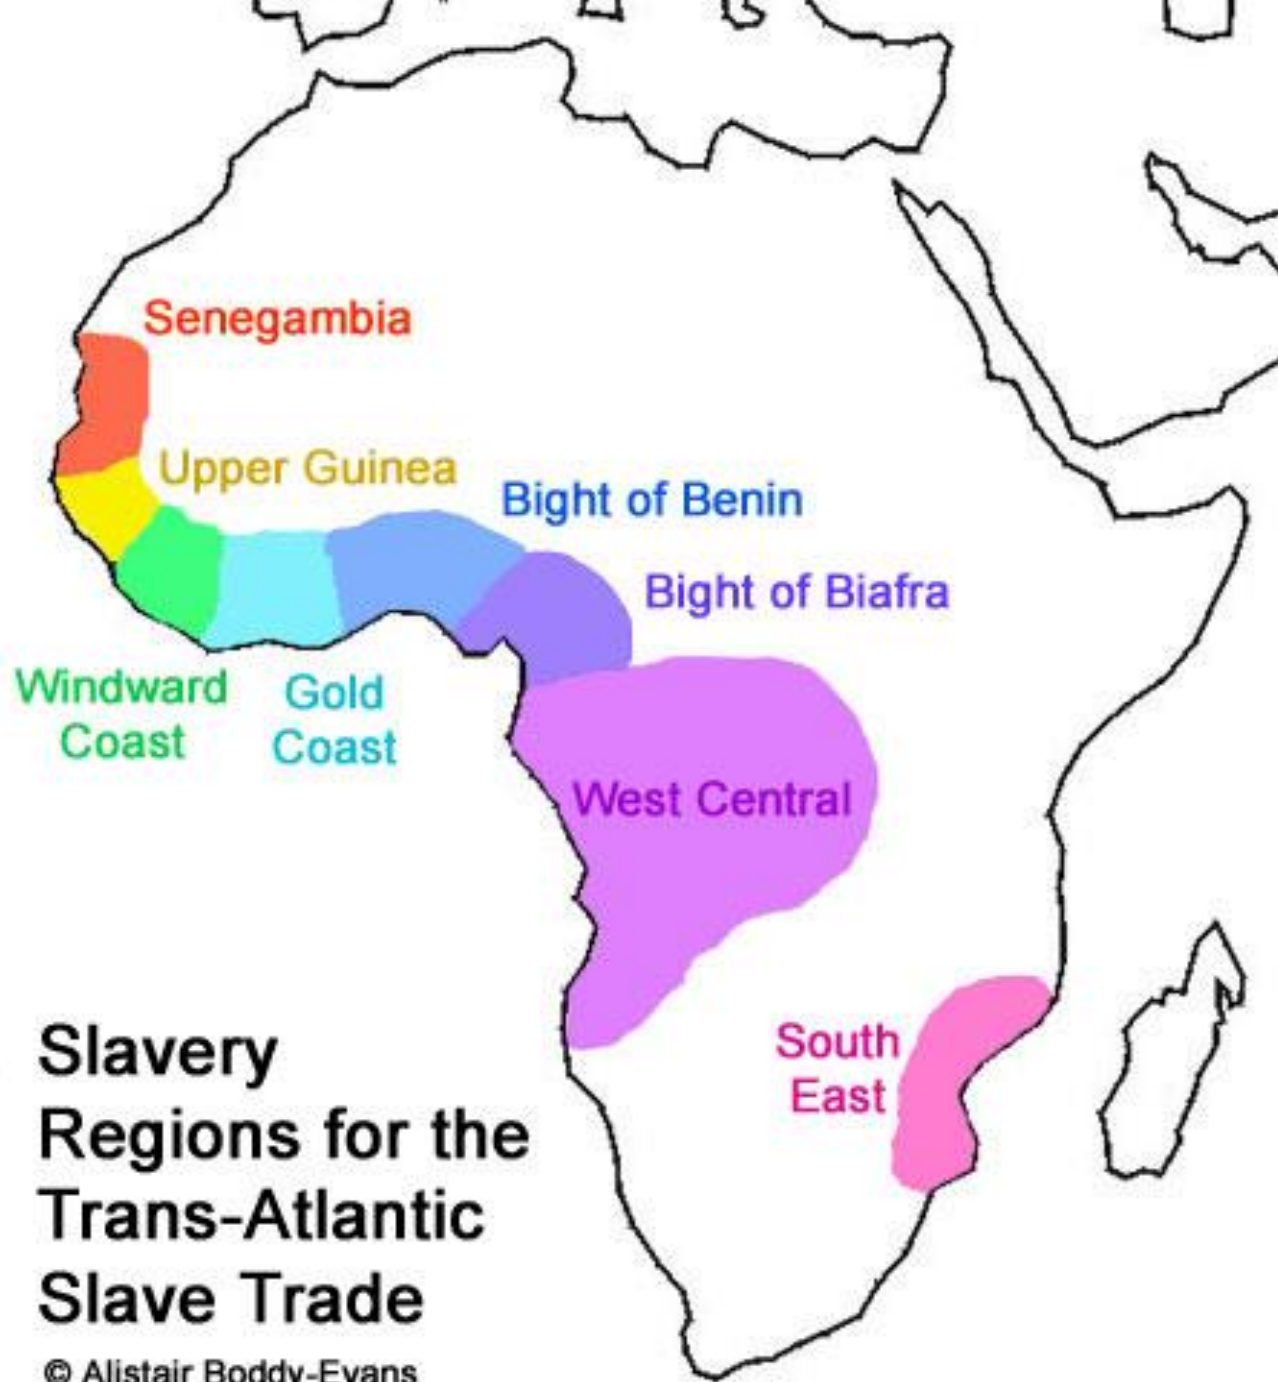 Senegambia
Upper Guinea
Bight of Benin
Bight of Biafra
Windward
Coast
Gold
Coast
West Central
South
East
Slavery
Regions for the
Trans-Atlantic
Slave Trade
© Alistair Boddy-Evans